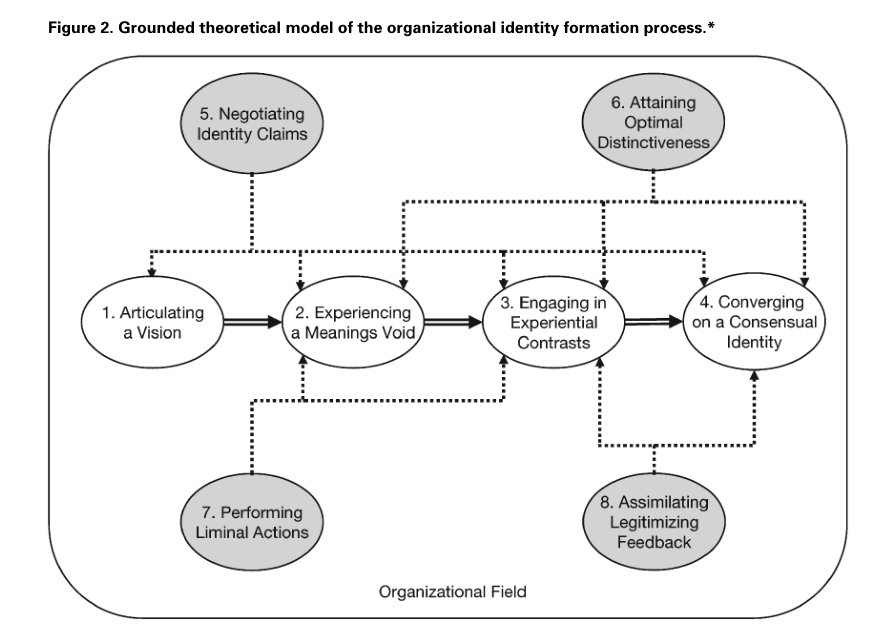 Figure 2. Grounded theoretical model of the organizational identity formation process.*
5. Negotiating
Identity Claims
6. Attaining
Optimal
Distinctiveness
1. Articulating
a Vision
2. Experiencing
a Meanings Void
3. Engaging in
Experiential
Contrasts
4. Converging
on a Consensual
Identity
7. Performing
Liminal Actions
8. Assimilating
Legitimizing
Feedback
Organizational Field